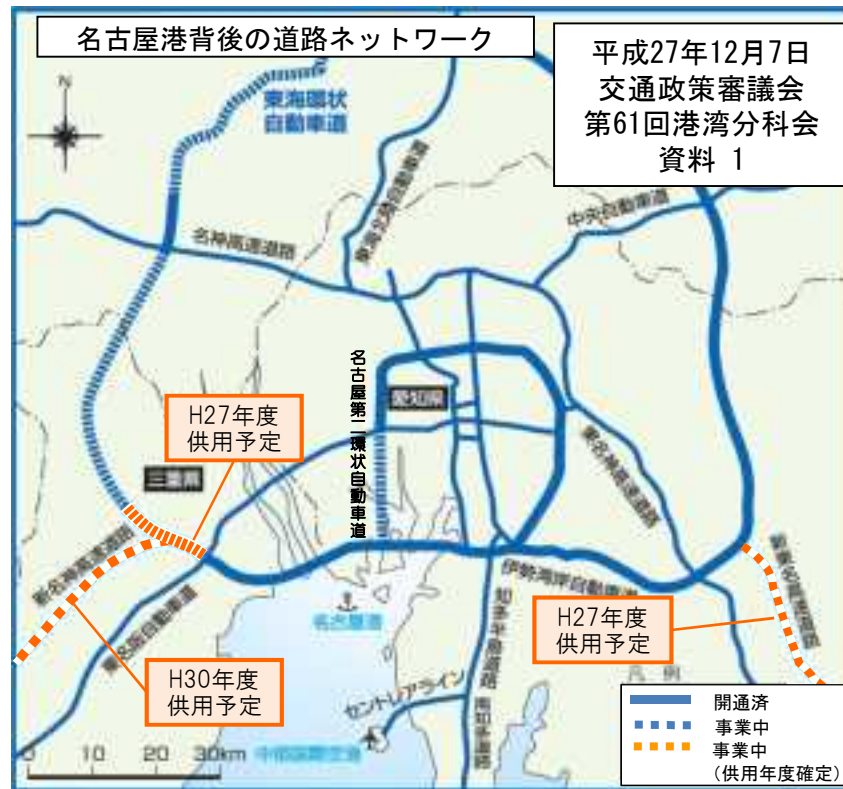 名古屋港背後の道路ネットワーク
平成27年12月7日
交通政策審議会
第61回港湾分科会
資料 1
N
東海環状
自動車道
東海北陸自動車道
中央自動車道
名神高速道路
名古屋第二環状自動車道
愛知県
H27年度
供用予定
三重県
東名神高速道路
新名神高速道路
伊勢湾岸自動車道
名古屋港
知多半島道路
H27年度
供用予定
東名阪自動車道
H30年度
供用予定
凡 例
セントレアライン
南知多道路
開通済
事業中
事業中
(供用年度確定)
0 10 20 30km
中部国際空港